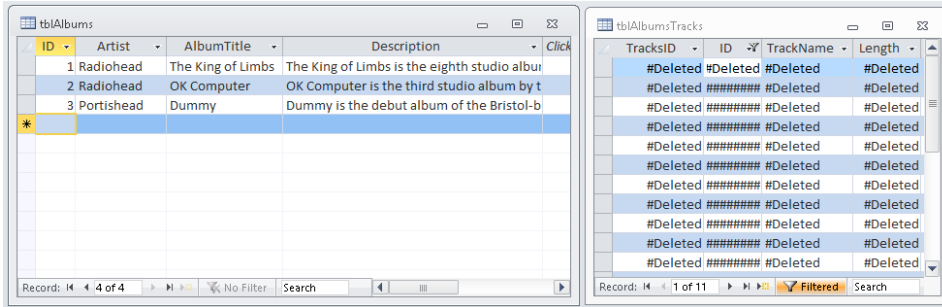 tblAlbums
ID Artist AlbumTitle Description Click
1 Radiohead The King of Limbs The King of Limbs is the eighth studio albur
2 Radiohead OK Computer OK Computer is the third studio album by t
3 Portishead Dummy Dummy is the debut album of the Bristol-b
Record: 4 of 4 No Filter Search
tblAlbumsTracks
TracksID ID TrackName Length
#Deleted #Deleted #Deleted #Deleted
#Deleted ######## #Deleted #Deleted
#Deleted ######## #Deleted #Deleted
#Deleted ######## #Deleted #Deleted
#Deleted ######## #Deleted #Deleted
#Deleted ######## #Deleted #Deleted
#Deleted ######## #Deleted #Deleted
#Deleted ######## #Deleted #Deleted
#Deleted ######## #Deleted #Deleted
#Deleted ######## #Deleted #Deleted
#Deleted ######## #Deleted #Deleted
Record: 1 of 11 Filtered Search